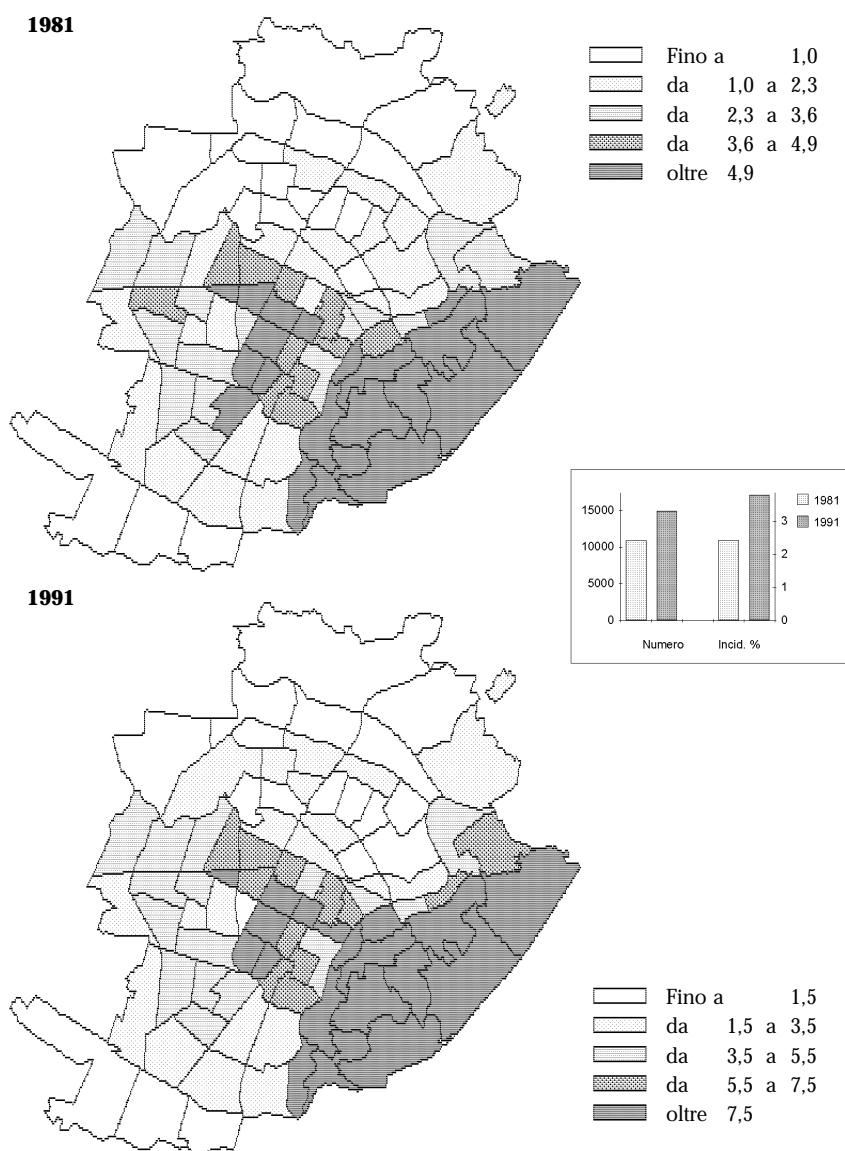 1981
Fino a 1,0
da 1,0 a 2,3
da 2,3 a 3,6
da 3,6 a 4,9
oltre 4,9
15000
10000
5000
0
3
2
1
0
1981
1991
Numero Incid. %
1991
Fino a 1,5
da 1,5 a 3,5
da 3,5 a 5,5
da 5,5 a 7,5
oltre 7,5